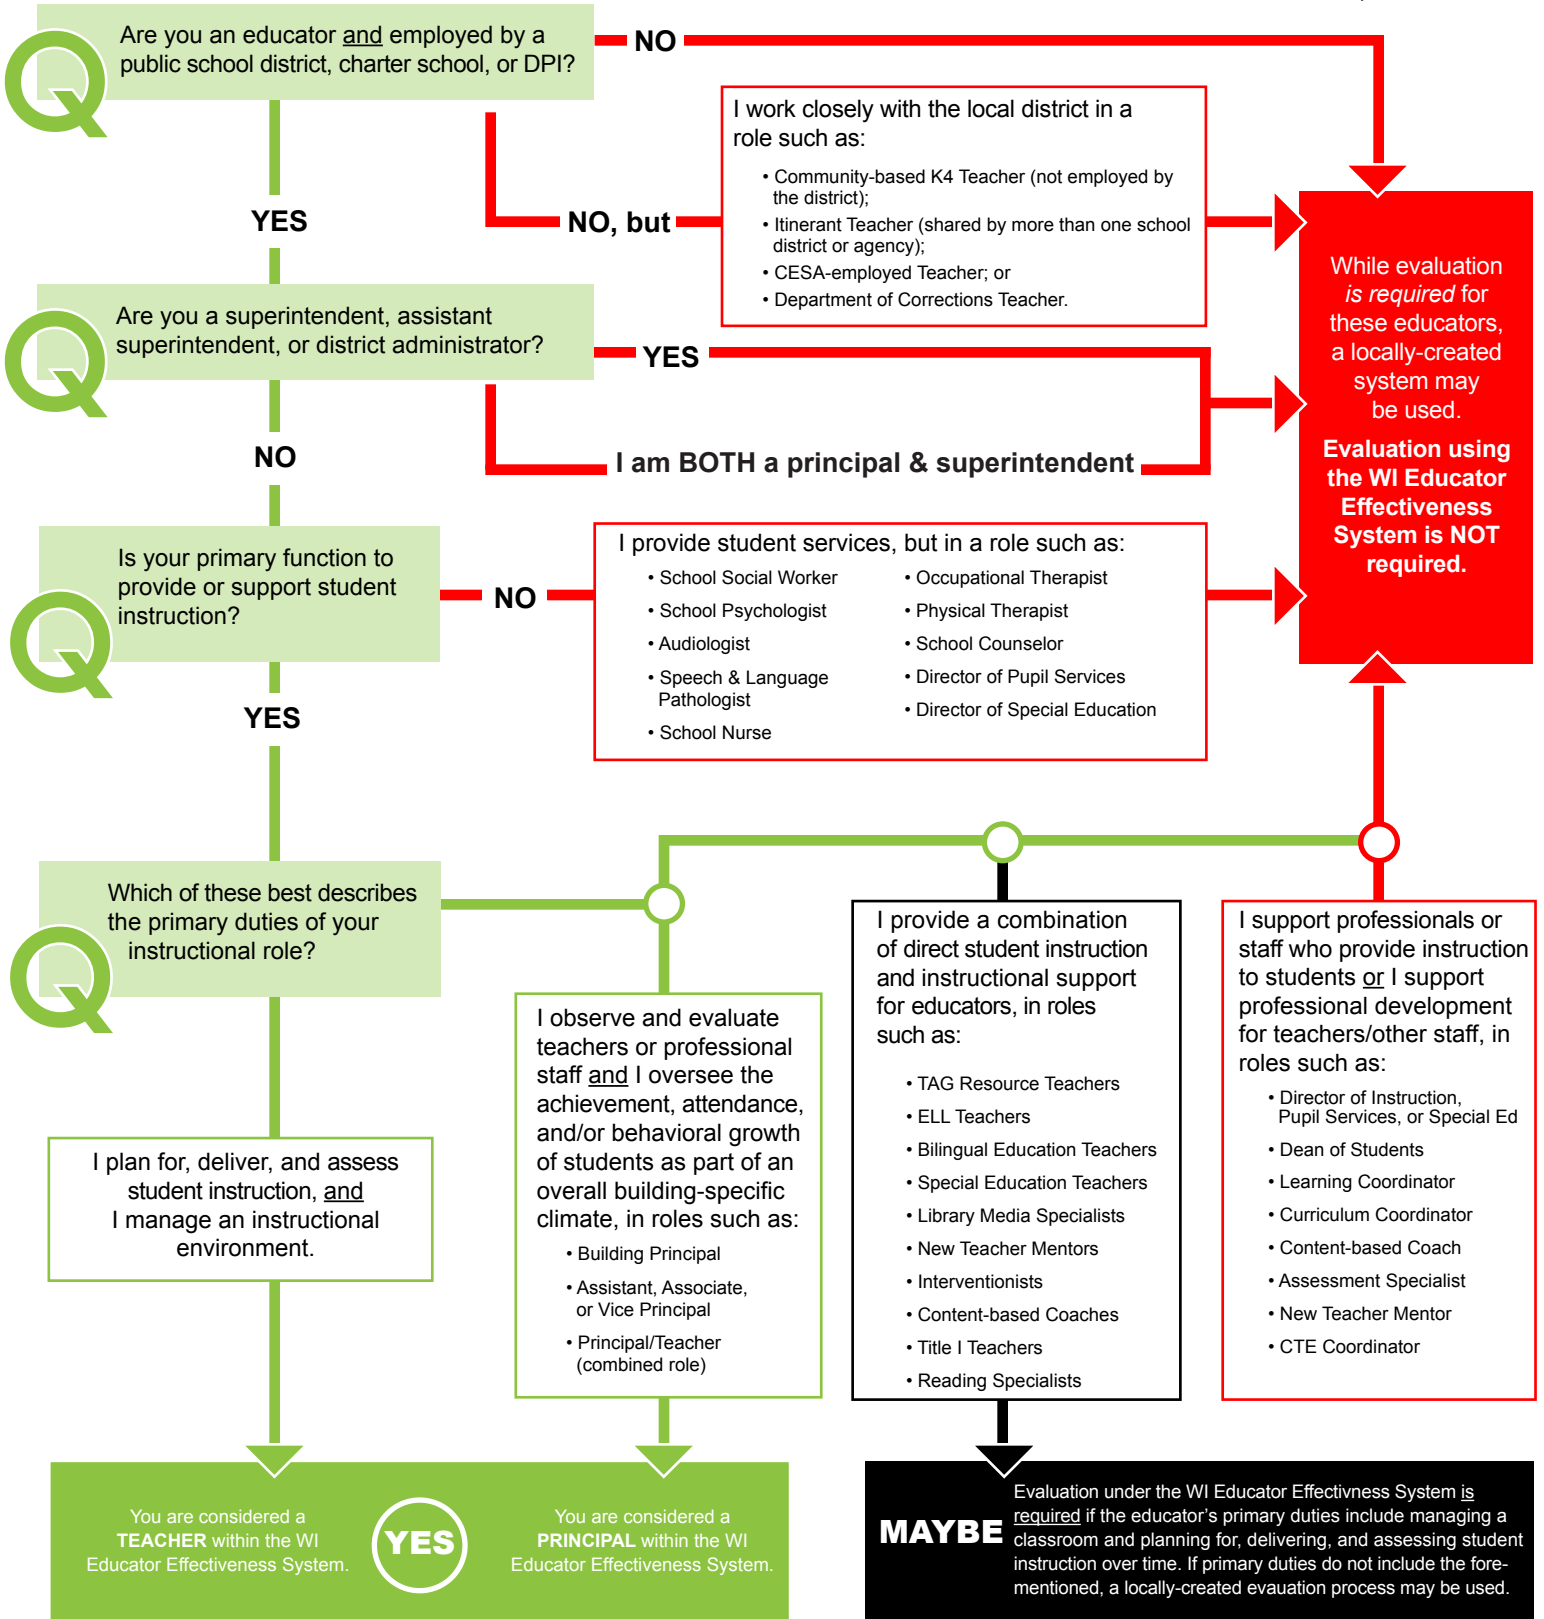 Q
Are you an educator and employed by a
public school district, charter school, or DPI?
NO
I work closely with the local district in a
role such as:
• Community-based K4 Teacher (not employed by
the district);
• Itinerant Teacher (shared by more than one school
district or agency);
• CESA-employed Teacher; or
• Department of Corrections Teacher.
NO, but
YES
Q
Are you a superintendent, assistant
superintendent, or district administrator?
YES
I am BOTH a principal & superintendent
NO
While evaluation
is required for
these educators,
a locally-created
system may
be used.
Evaluation using
the WI Educator
Effectiveness
System is NOT
required.
Q
Is your primary function to
provide or support student
instruction?
NO
I provide student services, but in a role such as:
• School Social Worker
• School Psychologist
• Audiologist
• Speech & Language
Pathologist
• School Nurse
• Occupational Therapist
• Physical Therapist
• School Counselor
• Director of Pupil Services
• Director of Special Education
YES
Q
Which of these best describes
the primary duties of your
instructional role?
I plan for, deliver, and assess
student instruction, and
I manage an instructional
environment.
I observe and evaluate
teachers or professional
staff and I oversee the
achievement, attendance,
and/or behavioral growth
of students as part of an
overall building-specific
climate, in roles such as:
• Building Principal
• Assistant, Associate,
or Vice Principal
• Principal/Teacher
(combined role)
I provide a combination
of direct student instruction
and instructional support
for educators, in roles
such as:
• TAG Resource Teachers
• ELL Teachers
• Bilingual Education Teachers
• Special Education Teachers
• Library Media Specialists
• New Teacher Mentors
• Interventionists
• Content-based Coaches
• Title I Teachers
• Reading Specialists
I support professionals or
staff who provide instruction
to students or I support
professional development
for teachers/other staff, in
roles such as:
• Director of Instruction,
Pupil Services, or Special Ed
• Dean of Students
• Learning Coordinator
• Curriculum Coordinator
• Content-based Coach
• Assessment Specialist
• New Teacher Mentor
• CTE Coordinator
You are considered a
TEACHER within the WI
Educator Effectiveness System.
YES
You are considered a
PRINCIPAL within the WI
Educator Effectiveness System.
MAYBE
Evaluation under the WI Educator Effectivness System is
required if the educator's primary duties include managing a
classroom and planning for, delivering, and assessing student
instruction over time. If primary duties do not include the fore-
mentioned, a locally-created evauation process may be used.